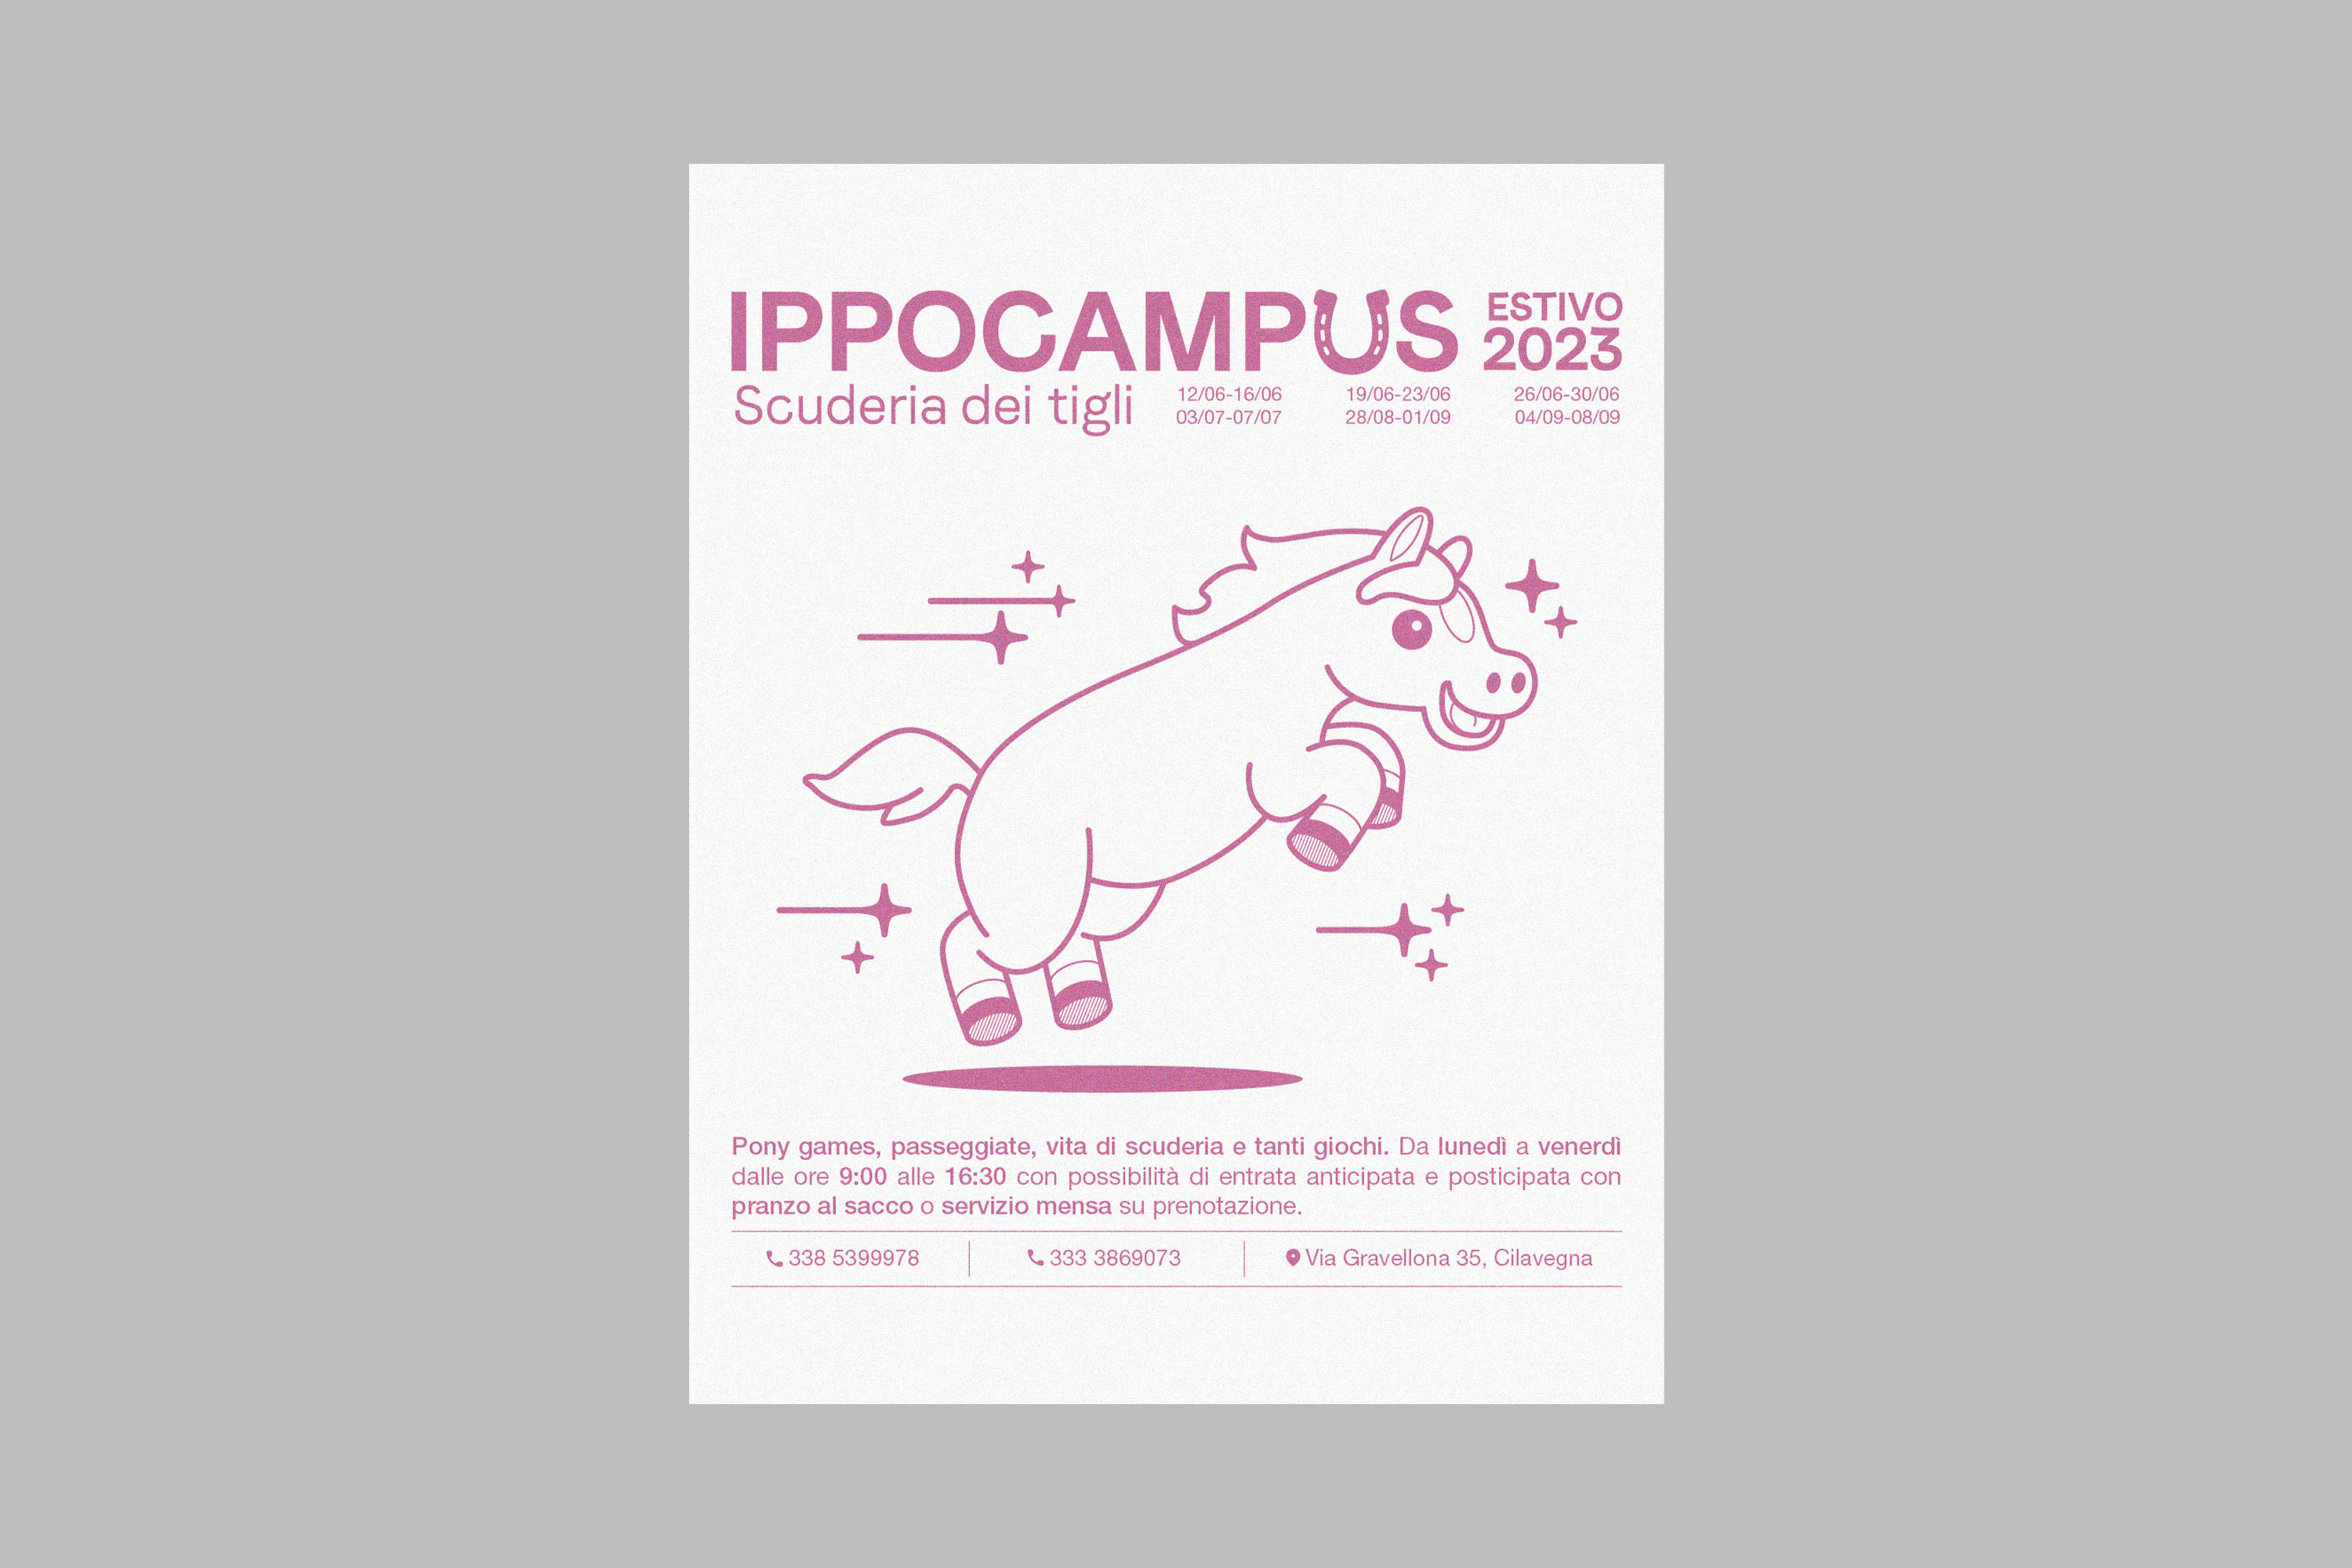 IPPOCAMPUS ESTIVO 2023
Scuderia dei tigli
12/06-16/06 19/06-23/06 26/06-30/06
03/07-07/07 28/08-01/09 04/09-08/09
Pony games, passeggiate, vita di scuderia e tanti giochi. Da lunedì a venerdì
dalle ore 9:00 alle 16:30 con possibilità di entrata anticipata e posticipata con
pranzo al sacco o servizio mensa su prenotazione.
338 5399978 333 3869073 Via Gravellona 35, Cilavegna